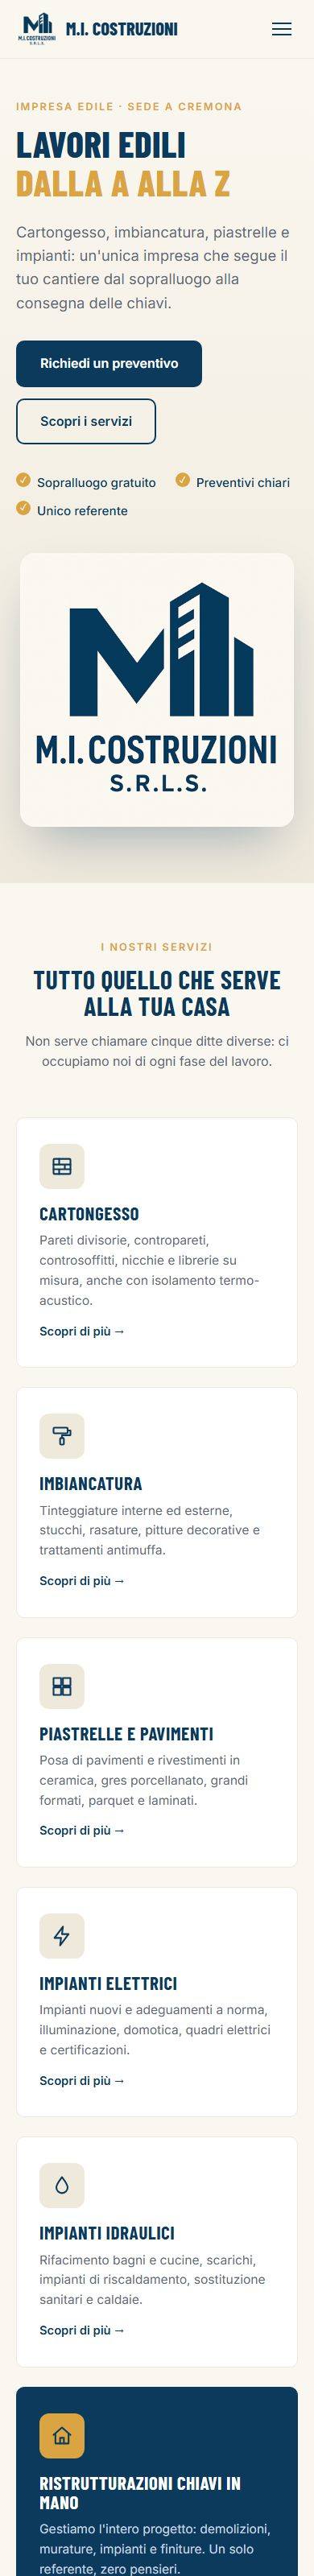 M.I. COSTRUZIONI
S.R.L.S.
M.I. COSTRUZIONI
IMPRESA EDILE · SEDE A CREMONA
LAVORI EDILI
DALLA A ALLA Z
Cartongesso, imbiancatura, piastrelle e
impianti: un'unica impresa che segue il
tuo cantiere dal sopralluogo alla
consegna delle chiavi.
Richiedi un preventivo
Scopri i servizi
Sopralluogo gratuito
Preventivi chiari
Unico referente
M.I. COSTRUZIONI
S.R.L.S.
I NOSTRI SERVIZI
TUTTO QUELLO CHE SERVE
ALLA TUA CASA
Non serve chiamare cinque ditte diverse: ci
occupiamo noi di ogni fase del lavoro.
CARTONGESSO
Pareti divisorie, contropareti,
controsoffitti, nicchie e librerie su
misura, anche con isolamento termo-
acustico.
Scopri di più →
IMBIANCATURA
Tinteggiature interne ed esterne,
stucchi, rasature, pitture decorative e
trattamenti antimuffa.
Scopri di più →
PIASTRELLE E PAVIMENTI
Posa di pavimenti e rivestimenti in
ceramica, gres porcellanato, grandi
formati, parquet e laminati.
Scopri di più →
IMPIANTI ELETTRICI
Impianti nuovi e adeguamenti a norma,
illuminazione, domotica, quadri elettrici
e certificazioni.
Scopri di più →
IMPIANTI IDRAULICI
Rifacimento bagni e cucine, scarichi,
impianti di riscaldamento, sostituzione
sanitari e caldaie.
Scopri di più →
RISTRUTTURAZIONI CHIAVI IN
MANO
Gestiamo l'intero progetto: demolizioni,
murature, impianti e finiture. Un solo
referente, zero pensieri.